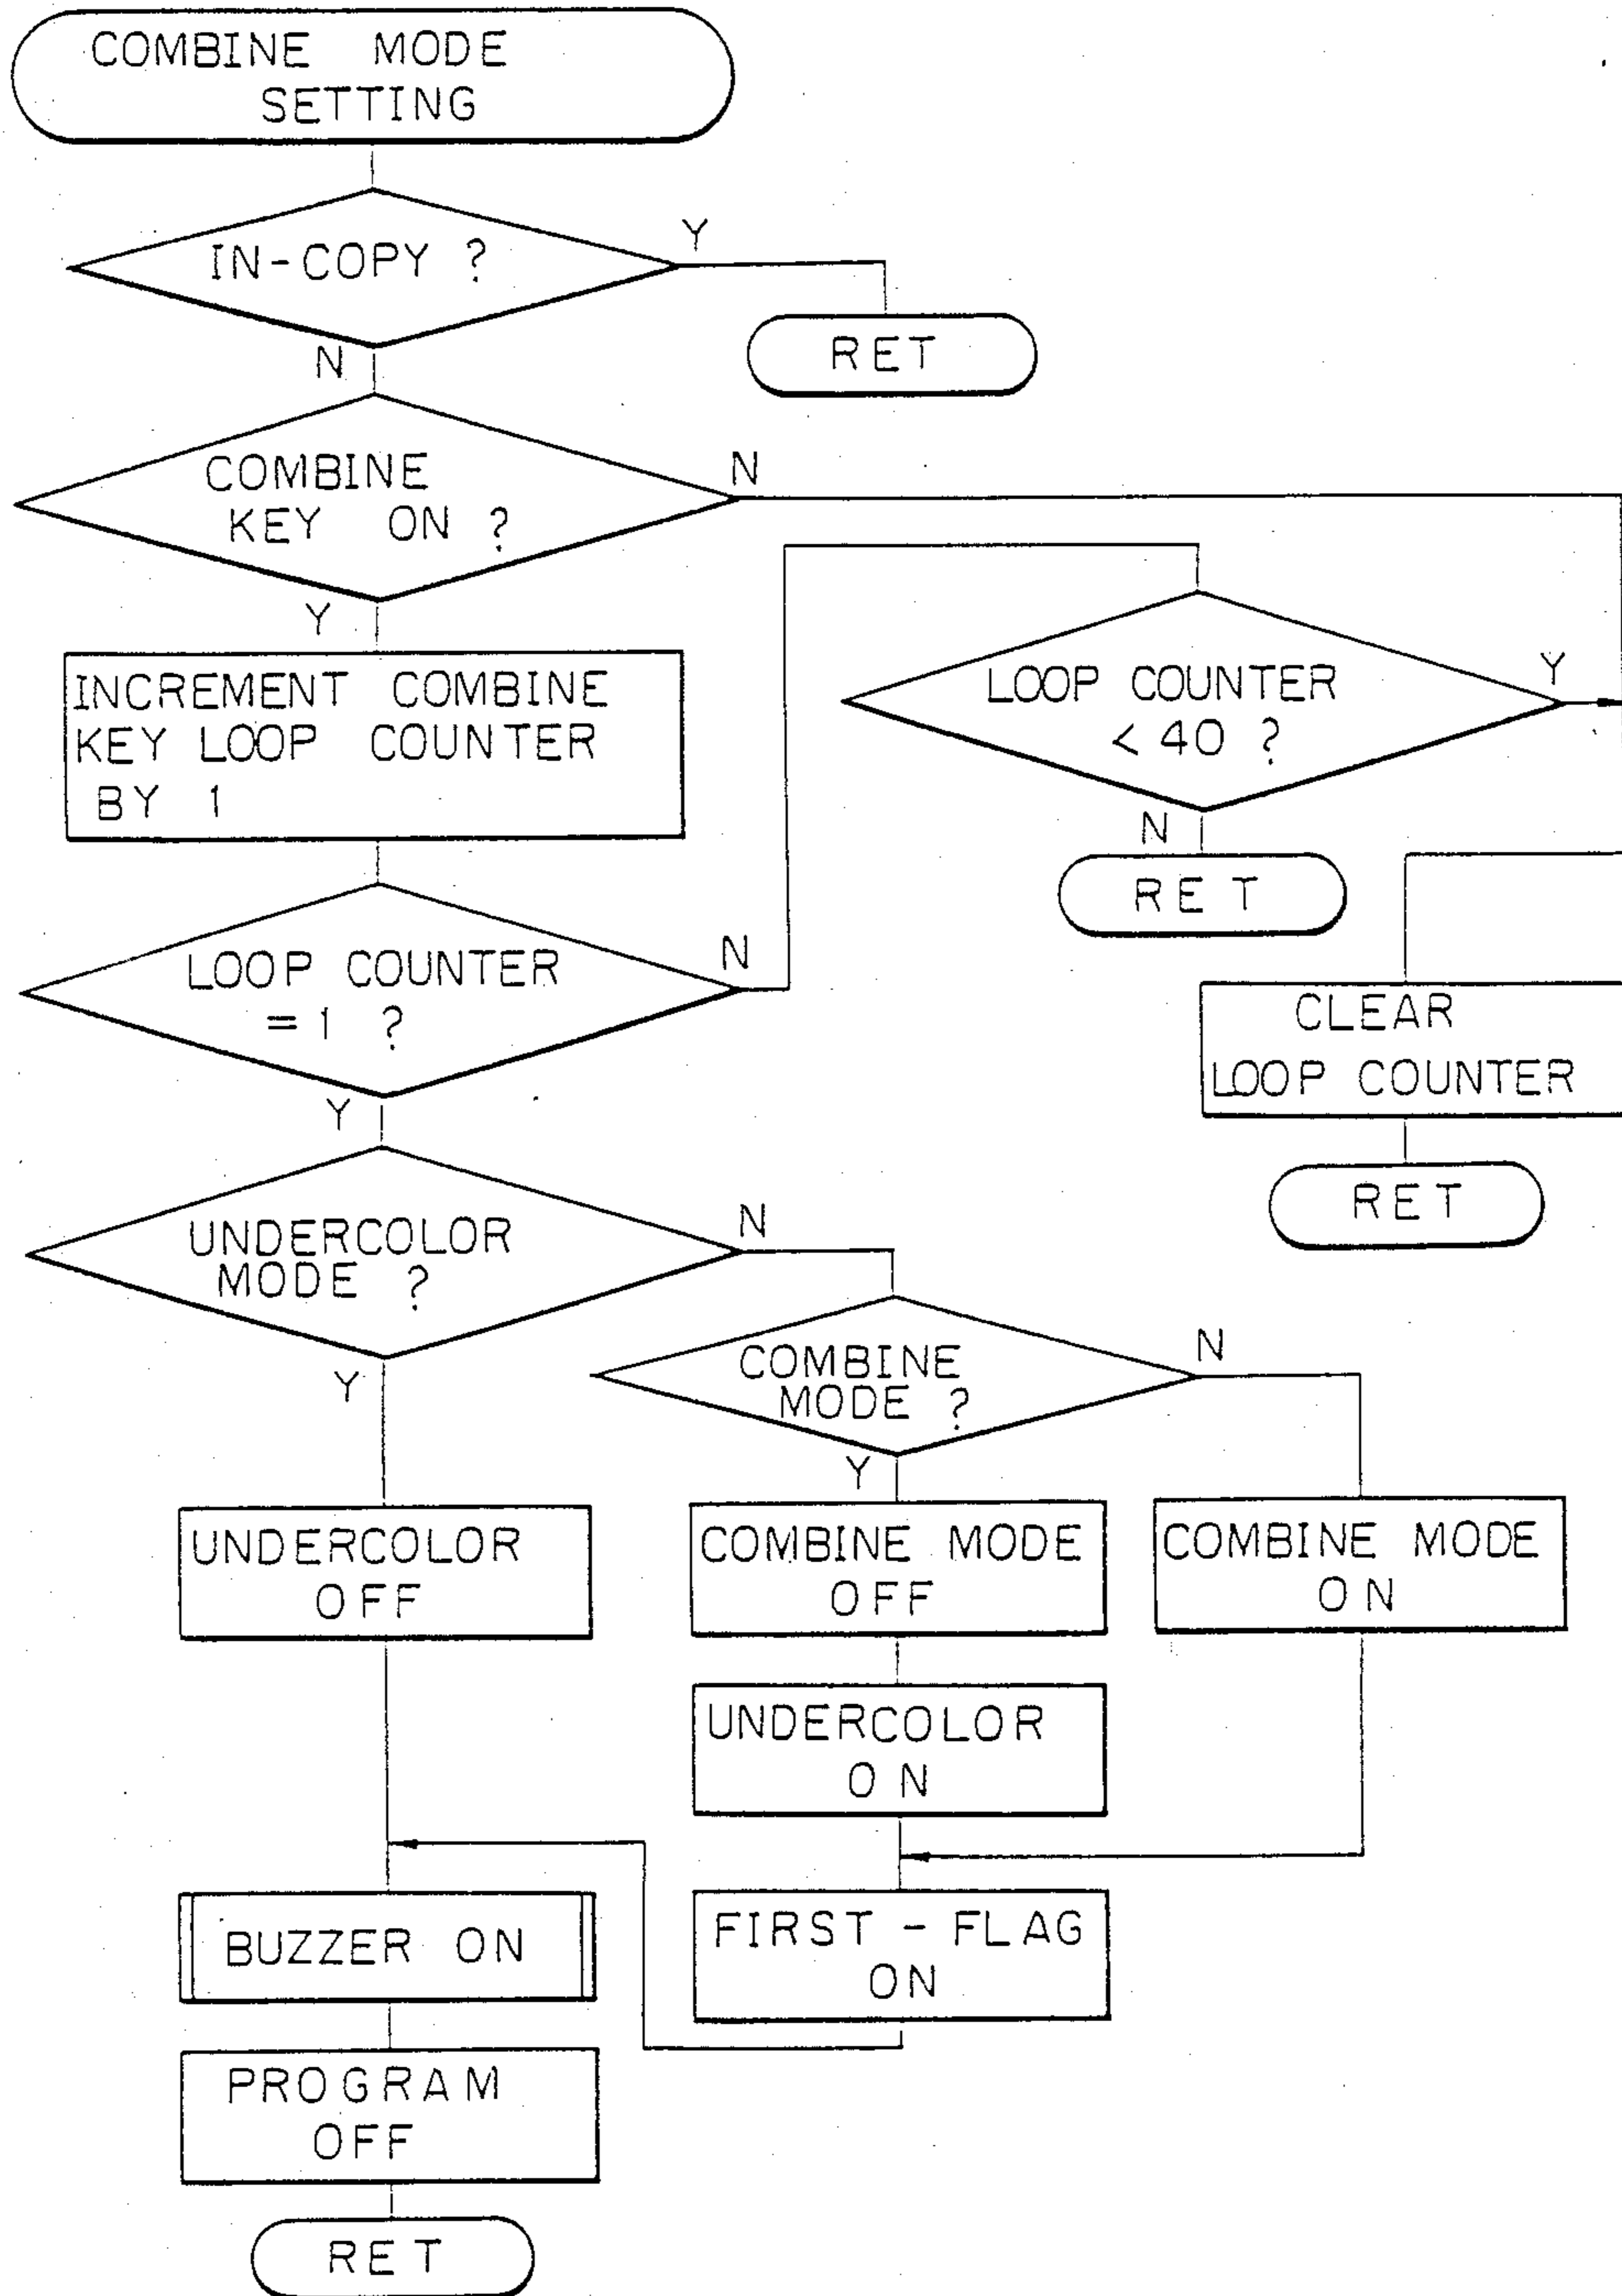 COMBINE MODE
SETTING
IN-COPY ?
Y
RET
N
COMBINE
KEY ON ?
N
Y
INCREMENT COMBINE
KEY LOOP COUNTER
BY 1
LOOP COUNTER
< 40 ?
Y
N
RET
LOOP COUNTER
= 1 ?
N
Y
CLEAR
LOOP COUNTER
RET
UNDERCOLOR
MODE ?
N
Y
COMBINE
MODE ?
N
Y
UNDERCOLOR
OFF
COMBINE MODE
OFF
COMBINE MODE
ON
UNDERCOLOR
ON
BUZZER ON
FIRST - FLAG
ON
PROGRAM
OFF
RET